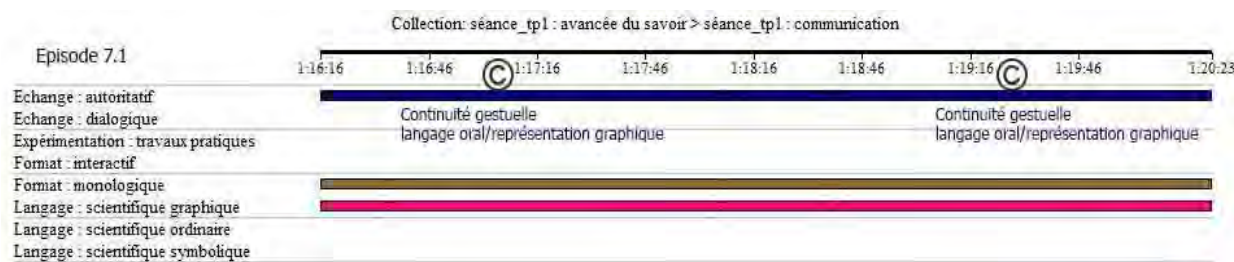 Collection: séance_tp1 : avancée du savoir > séance_tp1 : communication
Episode 7.1
1:16:16 1:16:46 1:17:16 1:17:46 1:18:16 1:18:46 1:19:16 1:19:46 1:20:23
© ©
Echange : autoritatif
Continuité gestuelle
langage oral/représentation graphique
Continuité gestuelle
langage oral/représentation graphique
Echange : dialogique
Expérimentation : travaux pratiques
Format : interactif
Format : monologique
Langage : scientifique graphique
Langage : scientifique ordinaire
Langage : scientifique symbolique